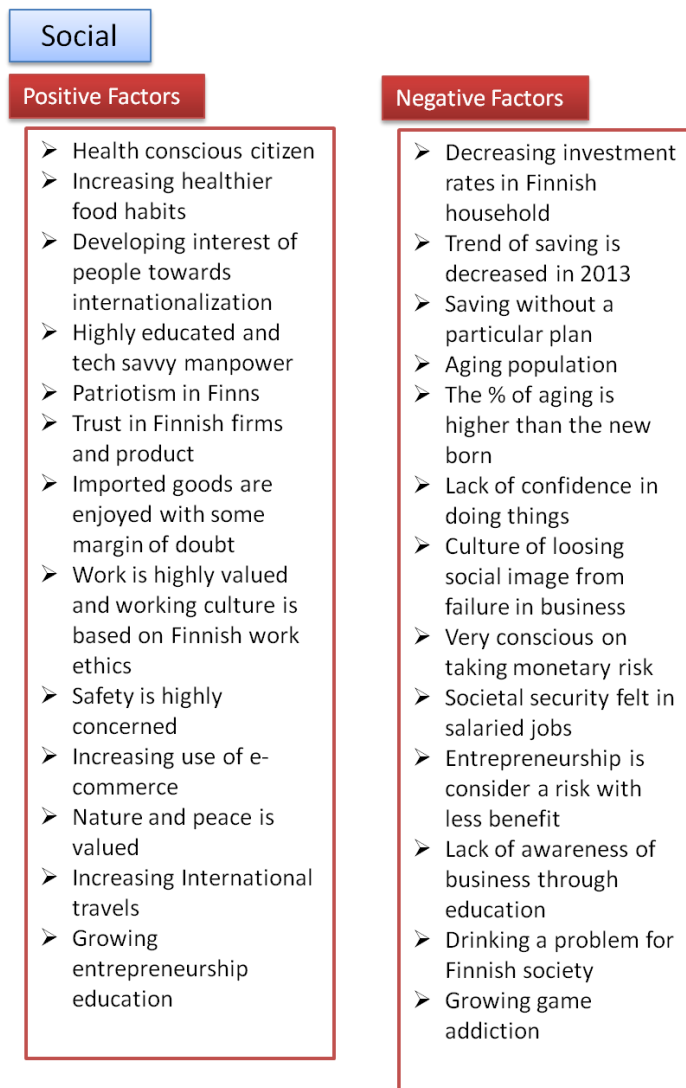 Social
Positive Factors
➢ Health conscious citizen
➢ Increasing healthier
food habits
➢ Developing interest of
people towards
internationalization
➢ Highly educated and
tech savvy manpower
➢ Patriotism in Finns
➢ Trust in Finnish firms
and product
➢ Imported goods are
enjoyed with some
margin of doubt
➢ Work is highly valued
and working culture is
based on Finnish work
ethics
➢ Safety is highly
concerned
➢ Increasing use of e-
commerce
➢ Nature and peace is
valued
➢ Increasing International
travels
➢ Growing
entrepreneurship
education
Negative Factors
➢ Decreasing investment
rates in Finnish
household
➢ Trend of saving is
decreased in 2013
➢ Saving without a
particular plan
➢ Aging population
➢ The % of aging is
higher than the new
born
➢ Lack of confidence in
doing things
➢ Culture of loosing
social image from
failure in business
➢ Very conscious on
taking monetary risk
➢ Societal security felt in
salaried jobs
➢ Entrepreneurship is
consider a risk with
less benefit
➢ Lack of awareness of
business through
education
➢ Drinking a problem for
Finnish society
➢ Growing game
addiction